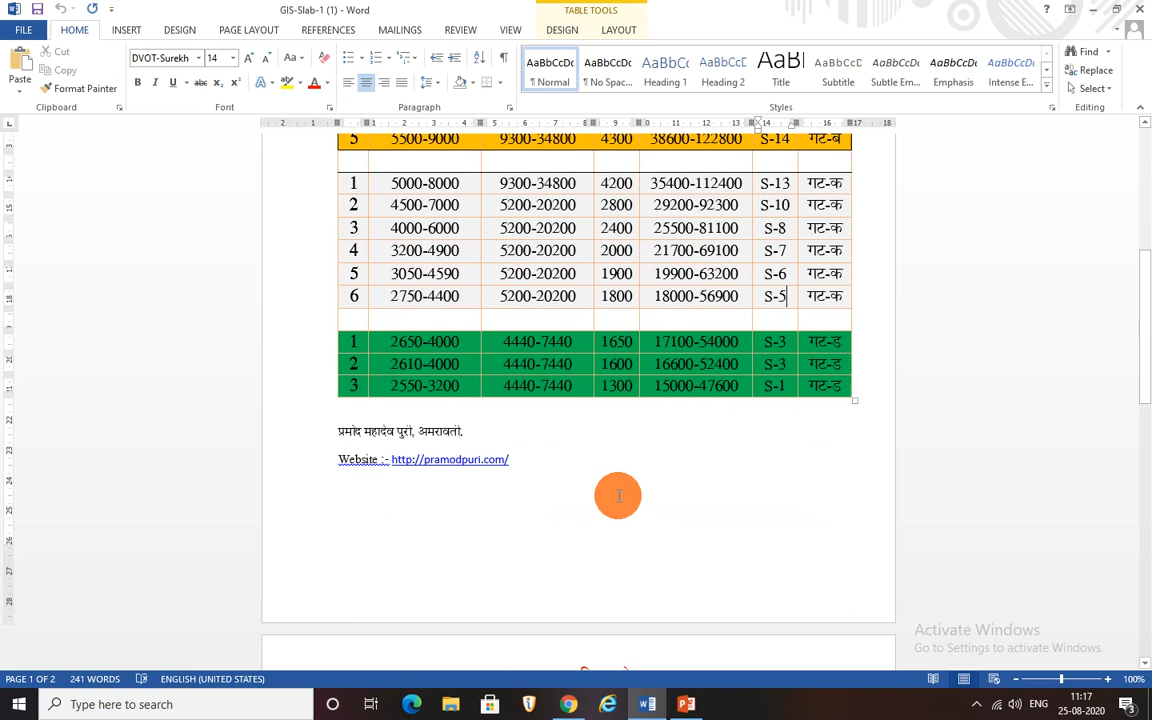 GIS-Slab-1 (1) - Word
TABLE TOOLS
FILE HOME INSERT DESIGN PAGE LAYOUT REFERENCES MAILINGS REVIEW VIEW DESIGN LAYOUT
Paste
Cut
Copy
Format Painter
Clipboard
DVOT-Surekh 14
Font
Paragraph
AaBbCcDc AaBbCcDc AaBbCc AaBbCcC AaBbCcC AaBbCcDc AaBbCcDc AaBbCcDc
¶ Normal ¶ No Spac... Heading 1 Heading 2 Title Subtitle Subtle Em... Emphasis Intense E...
Styles
Find
Replace
Select
Editing
5 5500-9000 9300-34800 4300 38600-122800 S-14 गट-ब
1 5000-8000 9300-34800 4200 35400-112400 S-13 गट-क
2 4500-7000 5200-20200 2800 29200-92300 S-10 गट-क
3 4000-6000 5200-20200 2400 25500-81100 S-8 गट-क
4 3200-4900 5200-20200 2000 21700-69100 S-7 गट-क
5 3050-4590 5200-20200 1900 19900-63200 S-6 गट-क
6 2750-4400 5200-20200 1800 18000-56900 S-5 गट-क
1 2650-4000 4440-7440 1650 17100-54000 S-3 गट-ड
2 2610-4000 4440-7440 1600 16600-52400 S-3 गट-ड
3 2550-3200 4440-7440 1300 15000-47600 S-1 गट-ड
प्रमोद महादेव पुरी, अमरावती.
Website :- http://pramodpuri.com/
Activate Windows
Go to Settings to activate Windows.
PAGE 1 OF 2 241 WORDS ENGLISH (UNITED STATES) 100%
Type here to search
ENG
11:17
25-08-2020